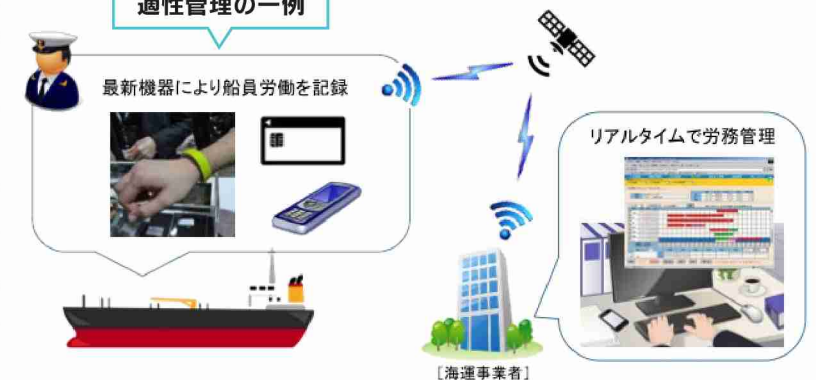 適性管理の一例
最新機器により船員労働を記録
リアルタイムで労務管理
[海運事業者]